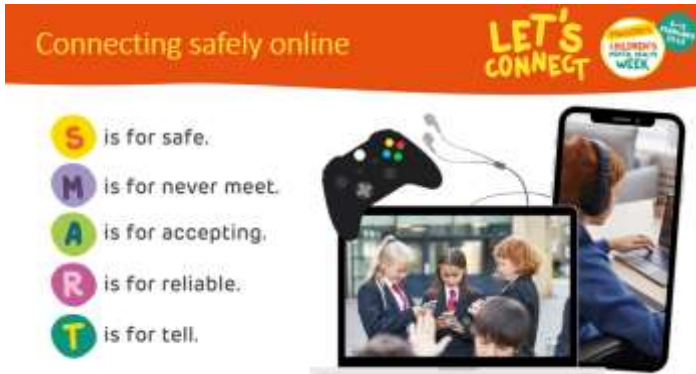 Connecting safely online
LET'S
CONNECT
CHILDREN'S
MENTAL HEALTH
WEEK
S is for safe.
M is for never meet.
A is for accepting.
R is for reliable.
T is for tell.